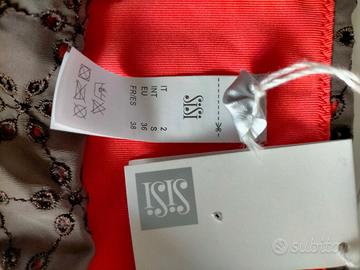 SiSi
IT 2
INT S
EU 36
FR/ES 38
SiSi
subito